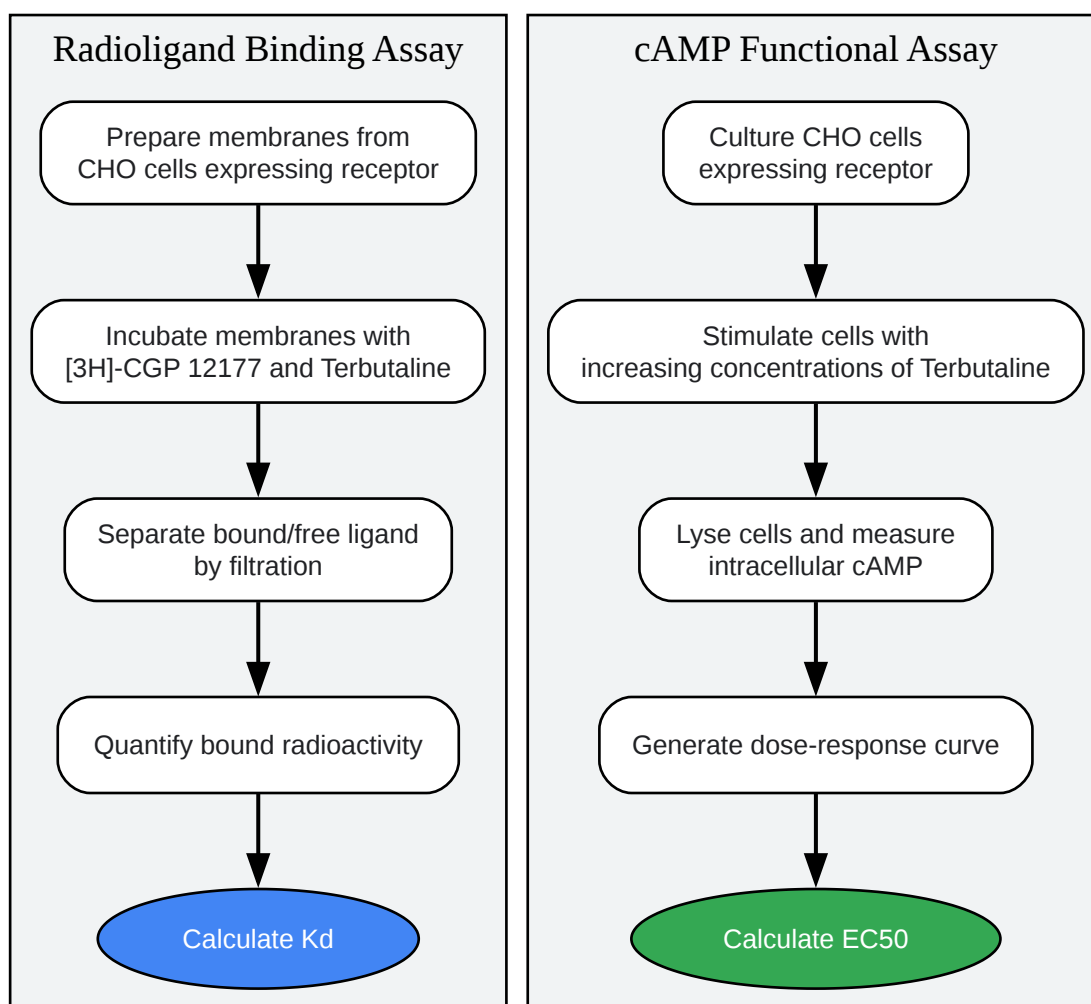 Radioligand Binding Assay
Prepare membranes from
CHO cells expressing receptor
Incubate membranes with
[3H]-CGP 12177 and Terbutaline
Separate bound/free ligand
by filtration
Quantify bound radioactivity
Calculate Kd
cAMP Functional Assay
Culture CHO cells
expressing receptor
Stimulate cells with
increasing concentrations of Terbutaline
Lyse cells and measure
intracellular cAMP
Generate dose-response curve
Calculate EC50